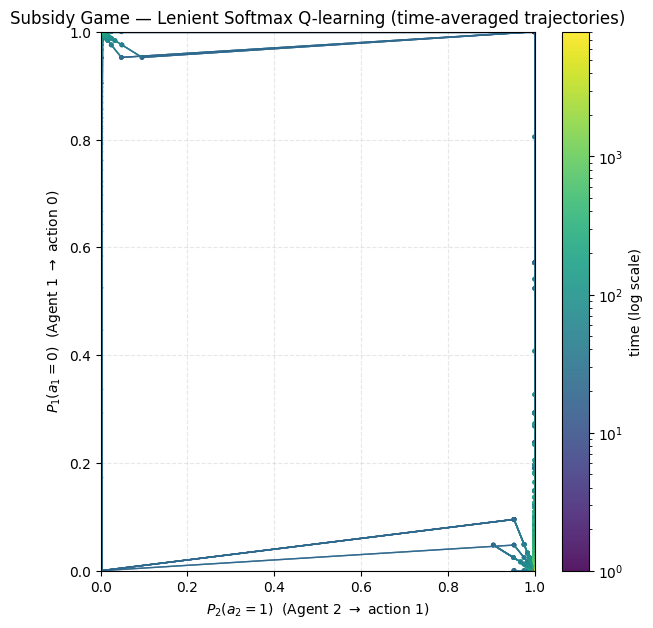 Subsidy Game — Lenient Softmax Q-learning (time-averaged trajectories)
1.0
0.8
0.6
0.4
0.2
0.0
P₁(a₁ = 0) (Agent 1 → action 0)
0.0 0.2 0.4 0.6 0.8 1.0
P₂(a₂ = 1) (Agent 2 → action 1)
10³
10²
10¹
10⁰
time (log scale)